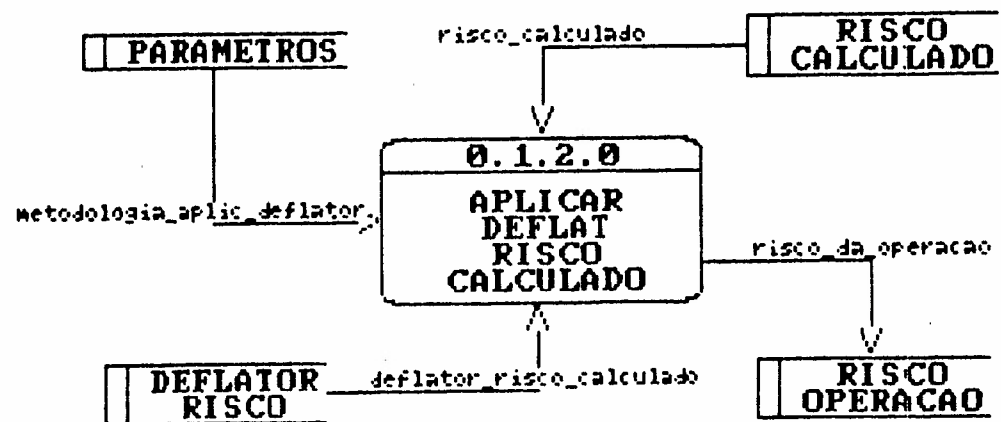 risco_calculado
RISCO
CALCULADO
PARAMETROS
0.1.2.0
APLICAR
DEFLAT
RISCO
CALCULADO
metodologia_aplic_deflator
risco_da_operacao
DEFLATOR
RISCO
deflator_risco_calculado
RISCO
OPERACAO